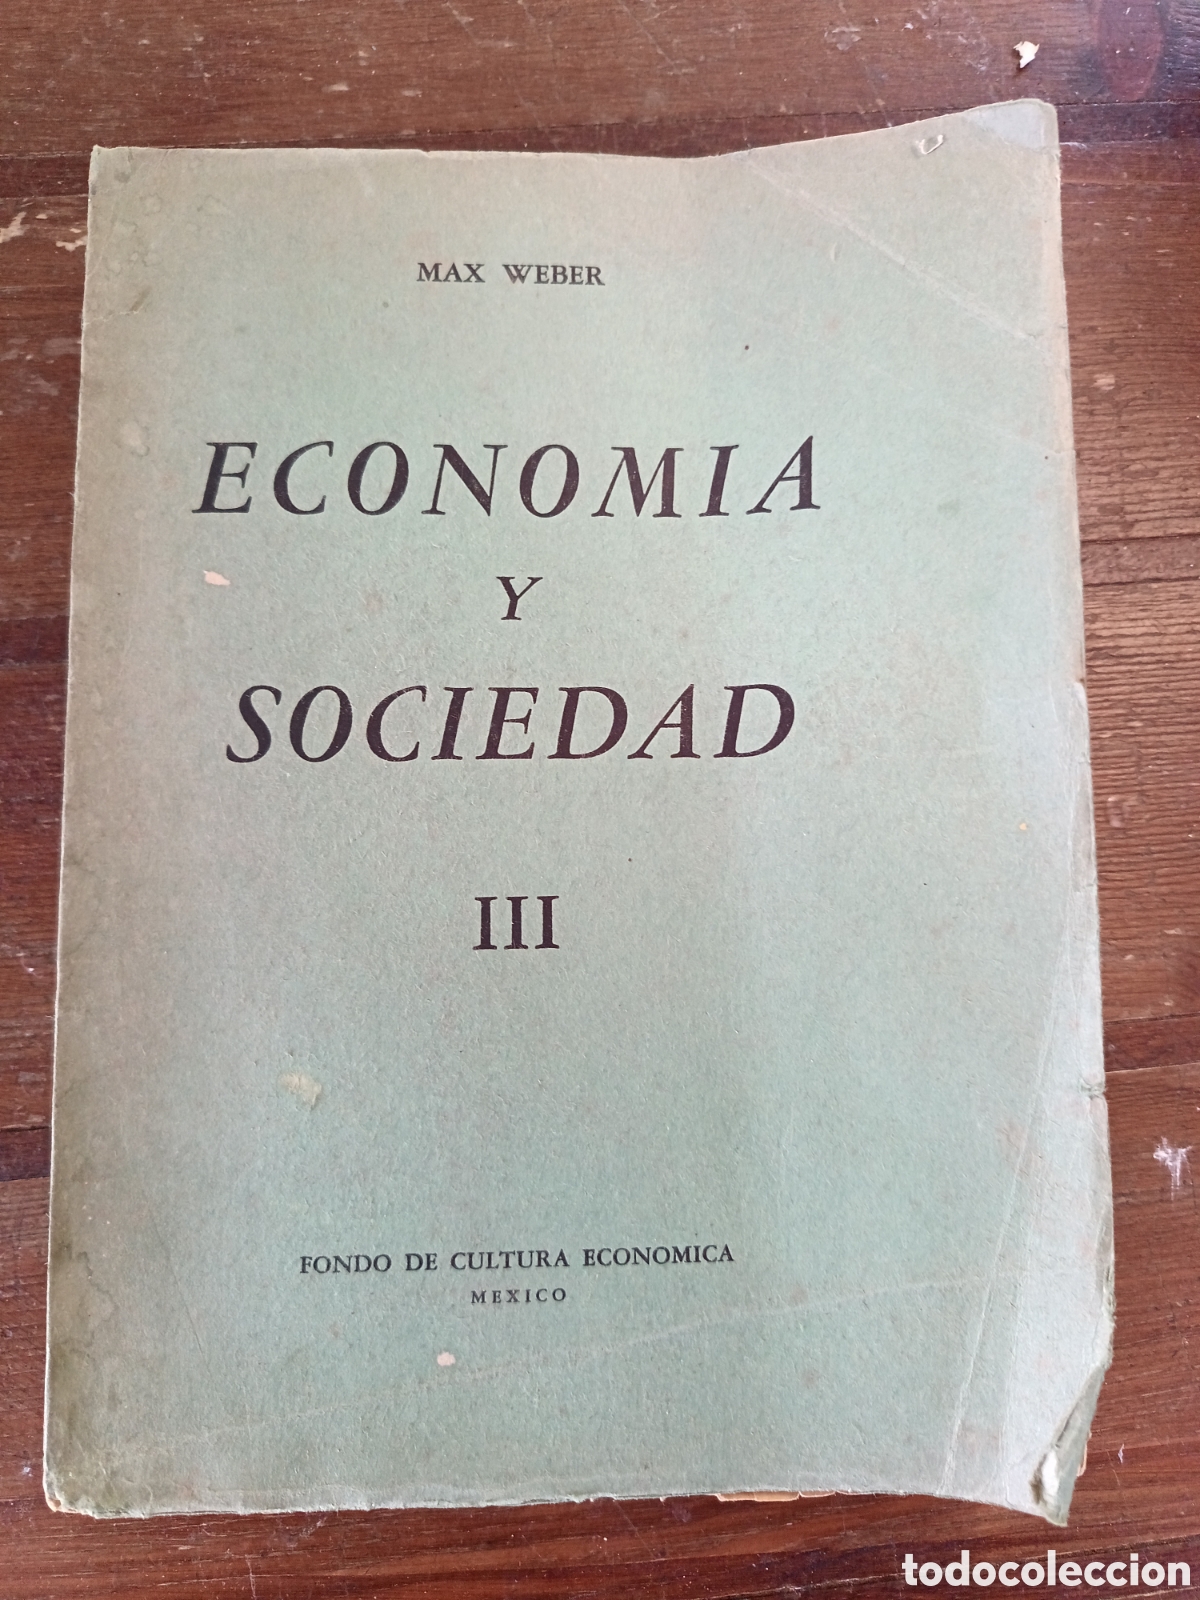 MAX WEBER
ECONOMIA
Y
SOCIEDAD
III
FONDO DE CULTURA ECONOMICA
MEXICO
todocoleccion